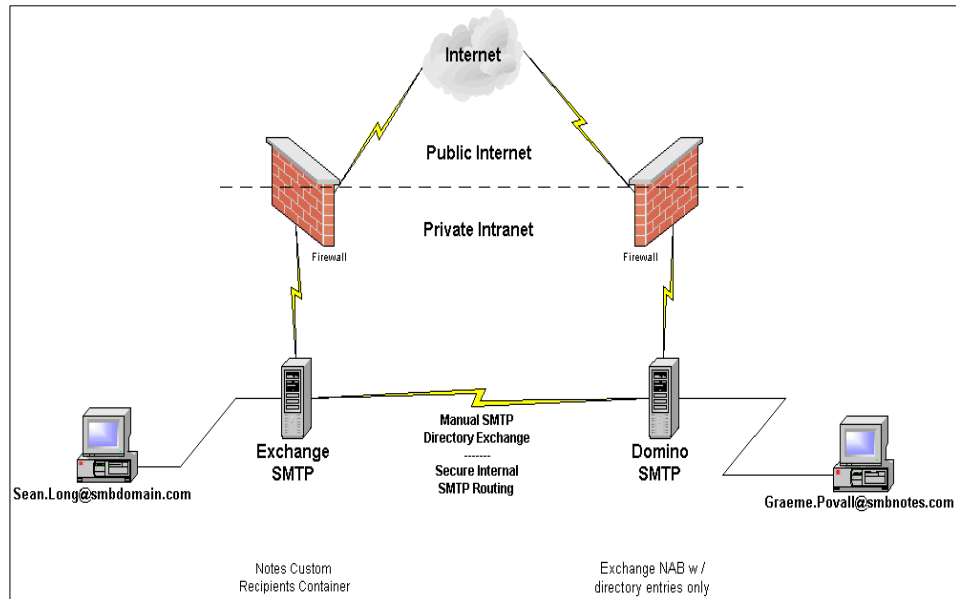 Internet
Public Internet
Private Intranet
Firewall
Firewall
Manual SMTP
Directory Exchange
-------
Secure Internal
SMTP Routing
Exchange
SMTP
Domino
SMTP
Sean.Long@smbdomain.com
Graeme.Povall@smbnotes.com
Notes Custom
Recipients Container
Exchange NAB w /
directory entries only